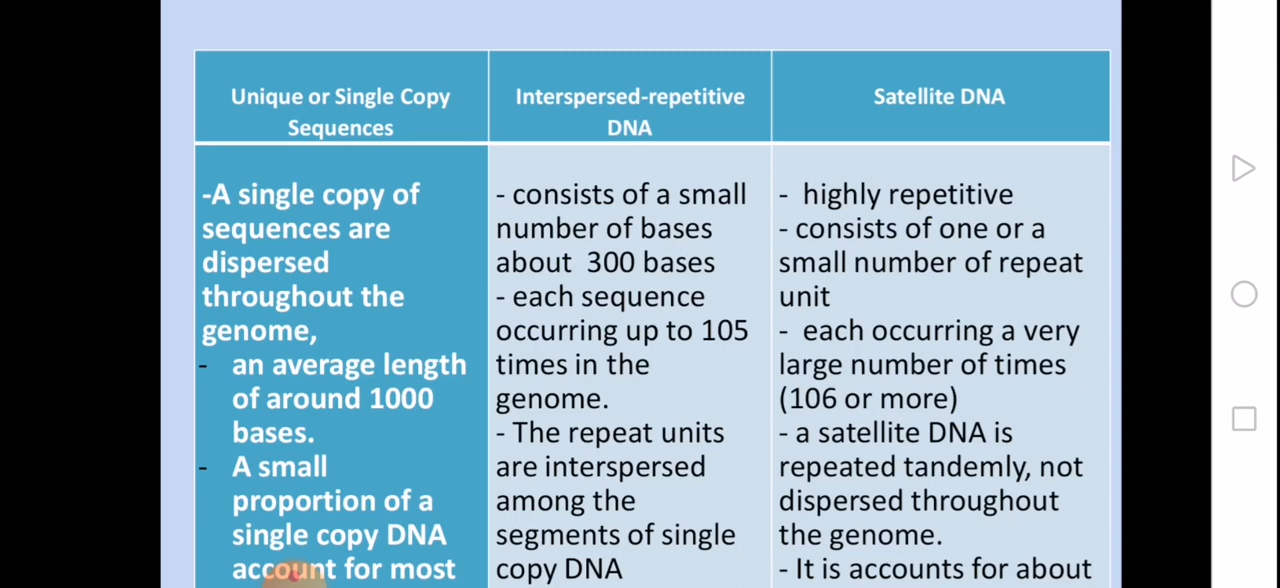 Unique or Single Copy
Sequences
Interspersed-repetitive
DNA
Satellite DNA
-A single copy of
sequences are
dispersed
throughout the
genome,
- an average length
of around 1000
bases.
- A small
proportion of a
single copy DNA
account for most
- consists of a small
number of bases
about 300 bases
- each sequence
occurring up to 105
times in the
genome.
- The repeat units
are interspersed
among the
segments of single
copy DNA
- highly repetitive
- consists of one or a
small number of repeat
unit
- each occurring a very
large number of times
(106 or more)
- a satellite DNA is
repeated tandemly, not
dispersed throughout
the genome.
- It is accounts for about